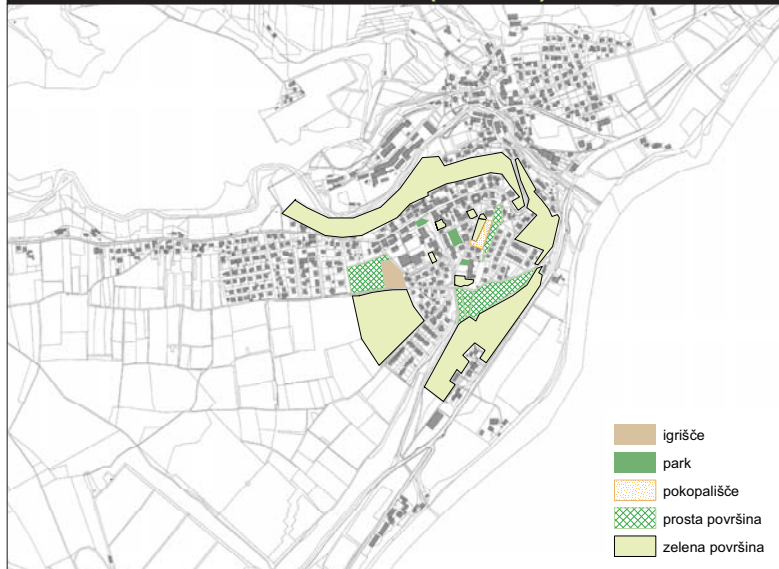 igrišče
park
pokopališče
prosta površina
zelena površina